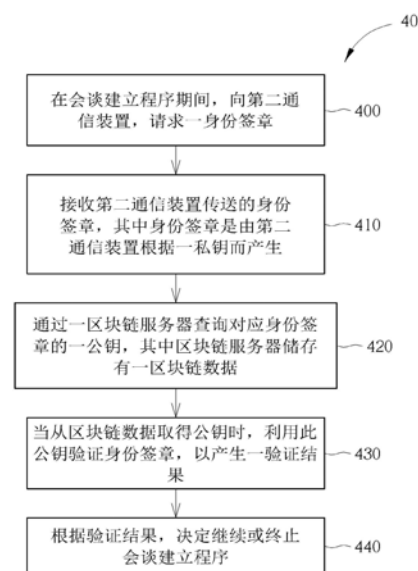 40
在会谈建立程序期间，向第二通
信装置，请求一身份签章
400
接收第二通信装置传送的身份
签章，其中身份签章是由第二
通信装置根据一私钥而产生
410
通过一区块链服务器查询对应身份签
章的一公钥，其中区块链服务器储存
有一区块链数据
420
当从区块链数据取得公钥时，利用此
公钥验证身份签章，以产生一验证结
果
430
根据验证结果，决定继续或终止
会谈建立程序
440